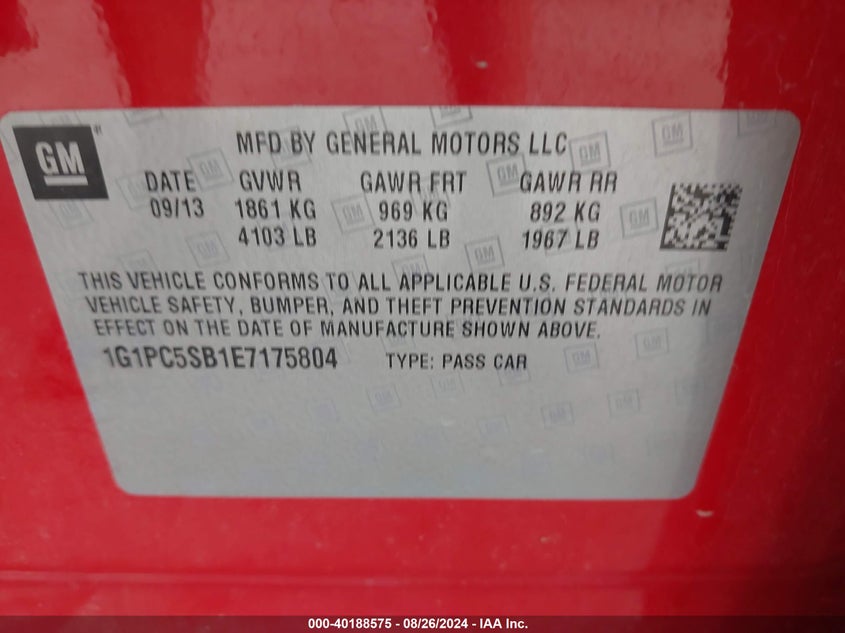 GM
MFD BY GENERAL MOTORS LLC
DATE GVWR GAWR FRT GAWR RR
09/13 1861 KG 969 KG 892 KG
4103 LB 2136 LB 1967 LB
THIS VEHICLE CONFORMS TO ALL APPLICABLE U.S. FEDERAL MOTOR
VEHICLE SAFETY, BUMPER, AND THEFT PREVENTION STANDARDS IN
EFFECT ON THE DATE OF MANUFACTURE SHOWN ABOVE.
1G1PC5SB1E7175804 TYPE: PASS CAR
000-40188575 - 08/26/2024 - IAA Inc.